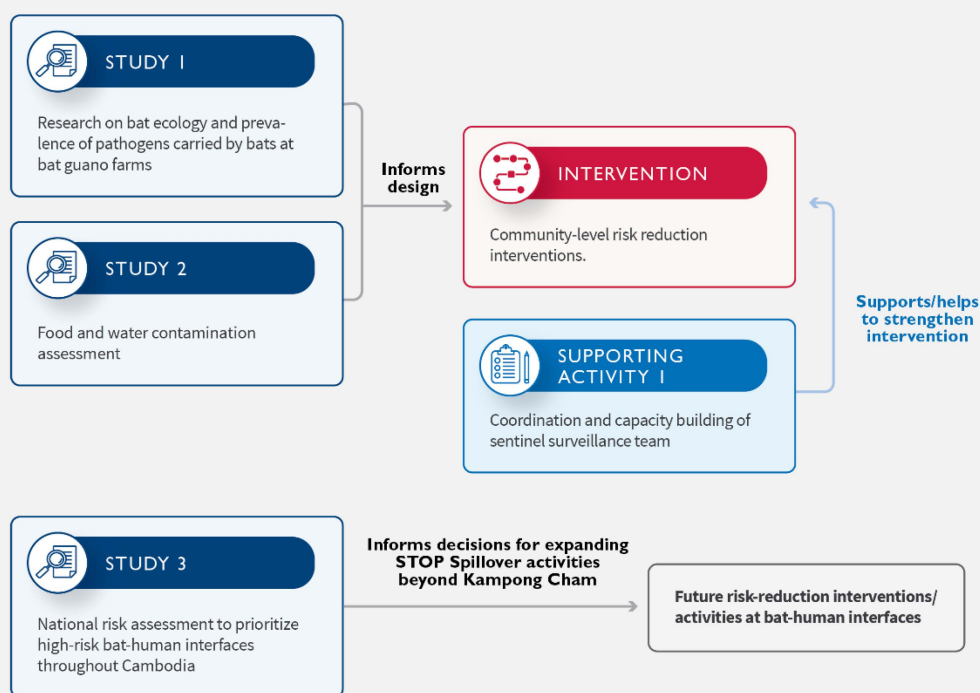 STUDY 1
Research on bat ecology and preva-
lence of pathogens carried by bats at
bat guano farms
STUDY 2
Food and water contamination
assessment
Informs
design
INTERVENTION
Community-level risk reduction
interventions.
SUPPORTING
ACTIVITY 1
Coordination and capacity building of
sentinel surveillance team
Supports/helps
to strengthen
intervention
STUDY 3
National risk assessment to prioritize
high-risk bat-human interfaces
throughout Cambodia
Informs decisions for expanding
STOP Spillover activities
beyond Kampong Cham
Future risk-reduction interventions/
activities at bat-human interfaces